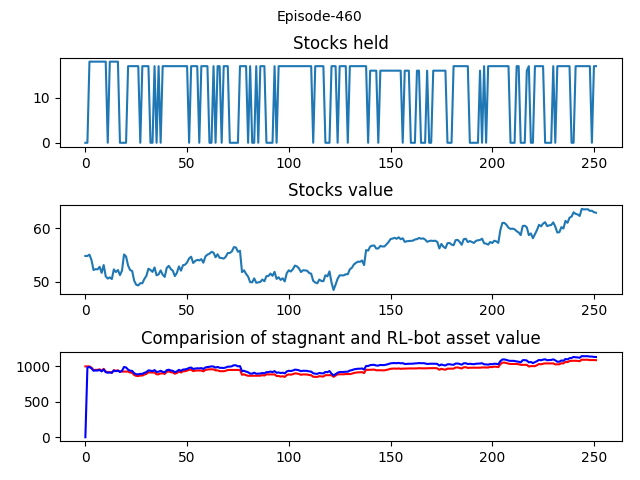 Episode-460
Stocks held
10
0
0 50 100 150 200 250
Stocks value
60
50
0 50 100 150 200 250
Comparision of stagnant and RL-bot asset value
1000
500
0
0 50 100 150 200 250